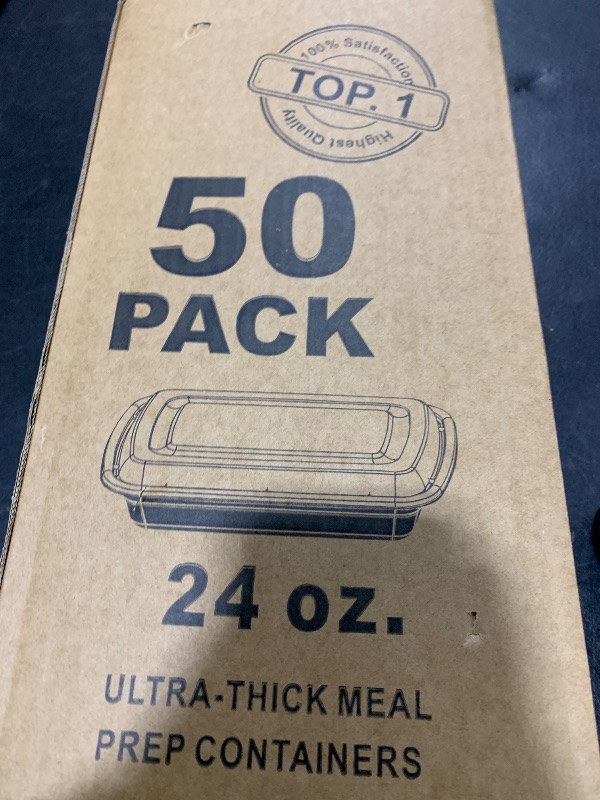 100% Satisfaction
TOP. 1
Highest Quality
50
PACK
24 oz.
ULTRA-THICK MEAL
PREP CONTAINERS